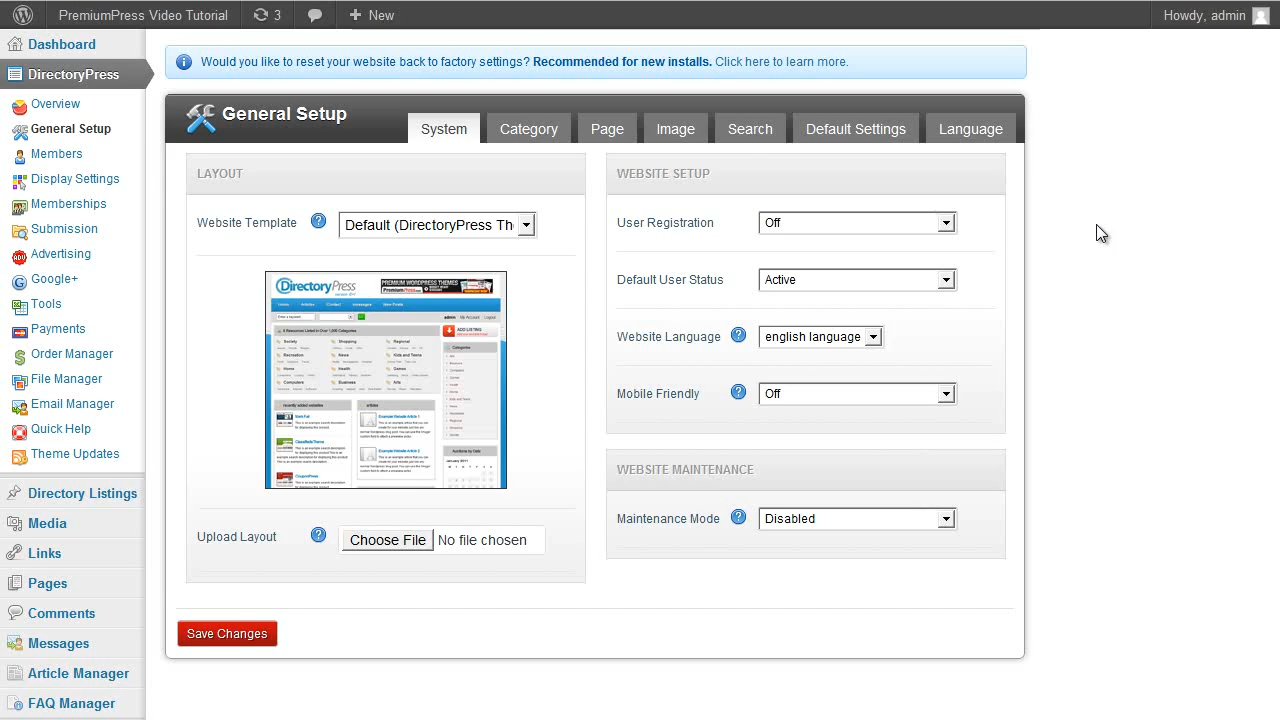 PremiumPress Video Tutorial
3
New
Howdy, admin
Dashboard
DirectoryPress
Overview
General Setup
Members
Display Settings
Memberships
Submission
Advertising
Google+
Tools
Payments
Order Manager
File Manager
Email Manager
Quick Help
Theme Updates
Directory Listings
Media
Links
Pages
Comments
Messages
Article Manager
FAQ Manager
Would you like to reset your website back to factory settings? Recommended for new installs. Click here to learn more.
General Setup
System
Category
Page
Image
Search
Default Settings
Language
LAYOUT
Website Template
Default (DirectoryPress Th
DirectoryPress
PREMIUM WORDPRESS THEMES
Upload Layout
Choose File No file chosen
WEBSITE SETUP
User Registration
Off
Default User Status
Active
Website Language
english language
Mobile Friendly
Off
WEBSITE MAINTENANCE
Maintenance Mode
Disabled
Save Changes